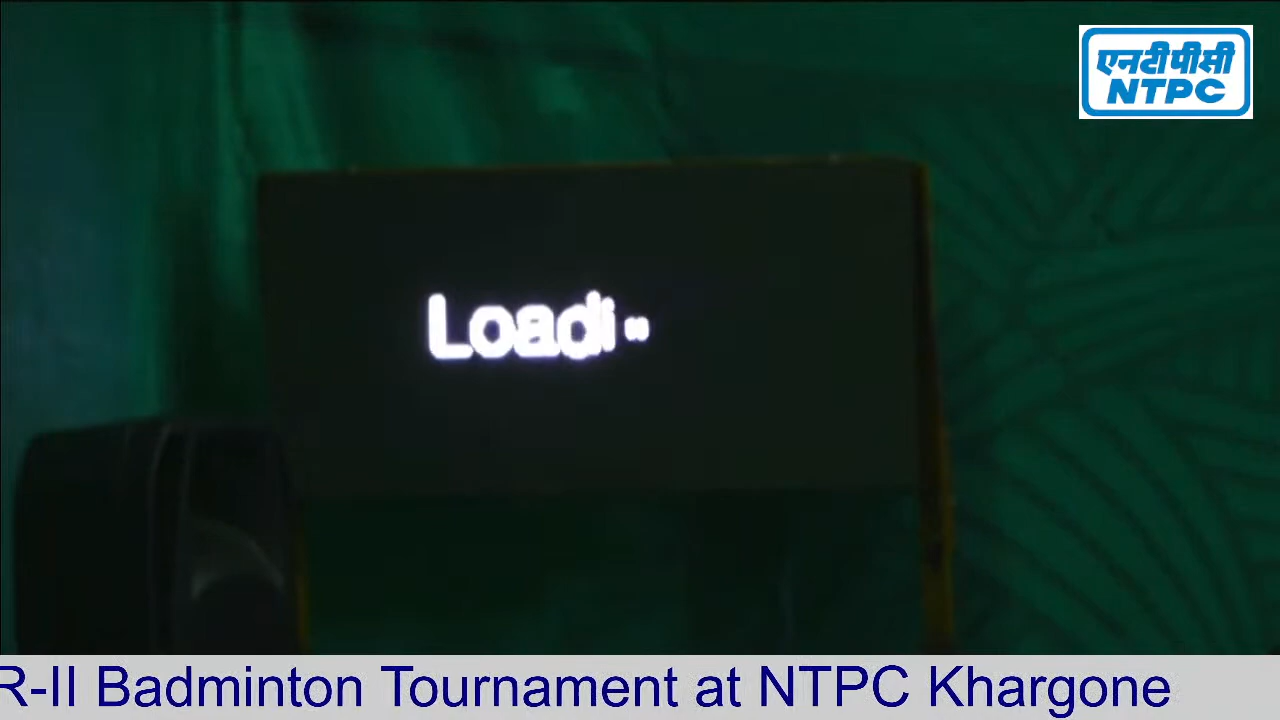 एनटीपीसी
NTPC
Loadi
R-II Badminton Tournament at NTPC Khargone